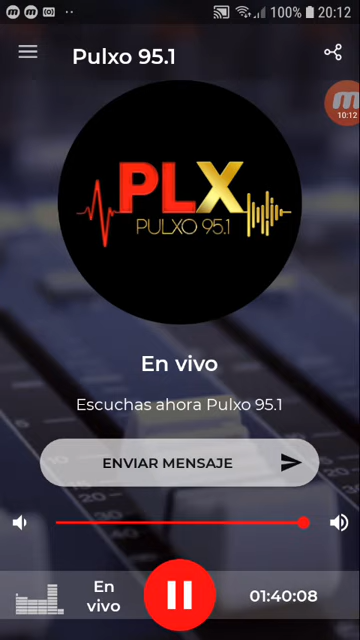 100% 20:12
Pulxo 95.1
10:12
PLX
PULXO 95.1
En vivo
Escuchas ahora Pulxo 95.1
ENVIAR MENSAJE
En
vivo
01:40:08